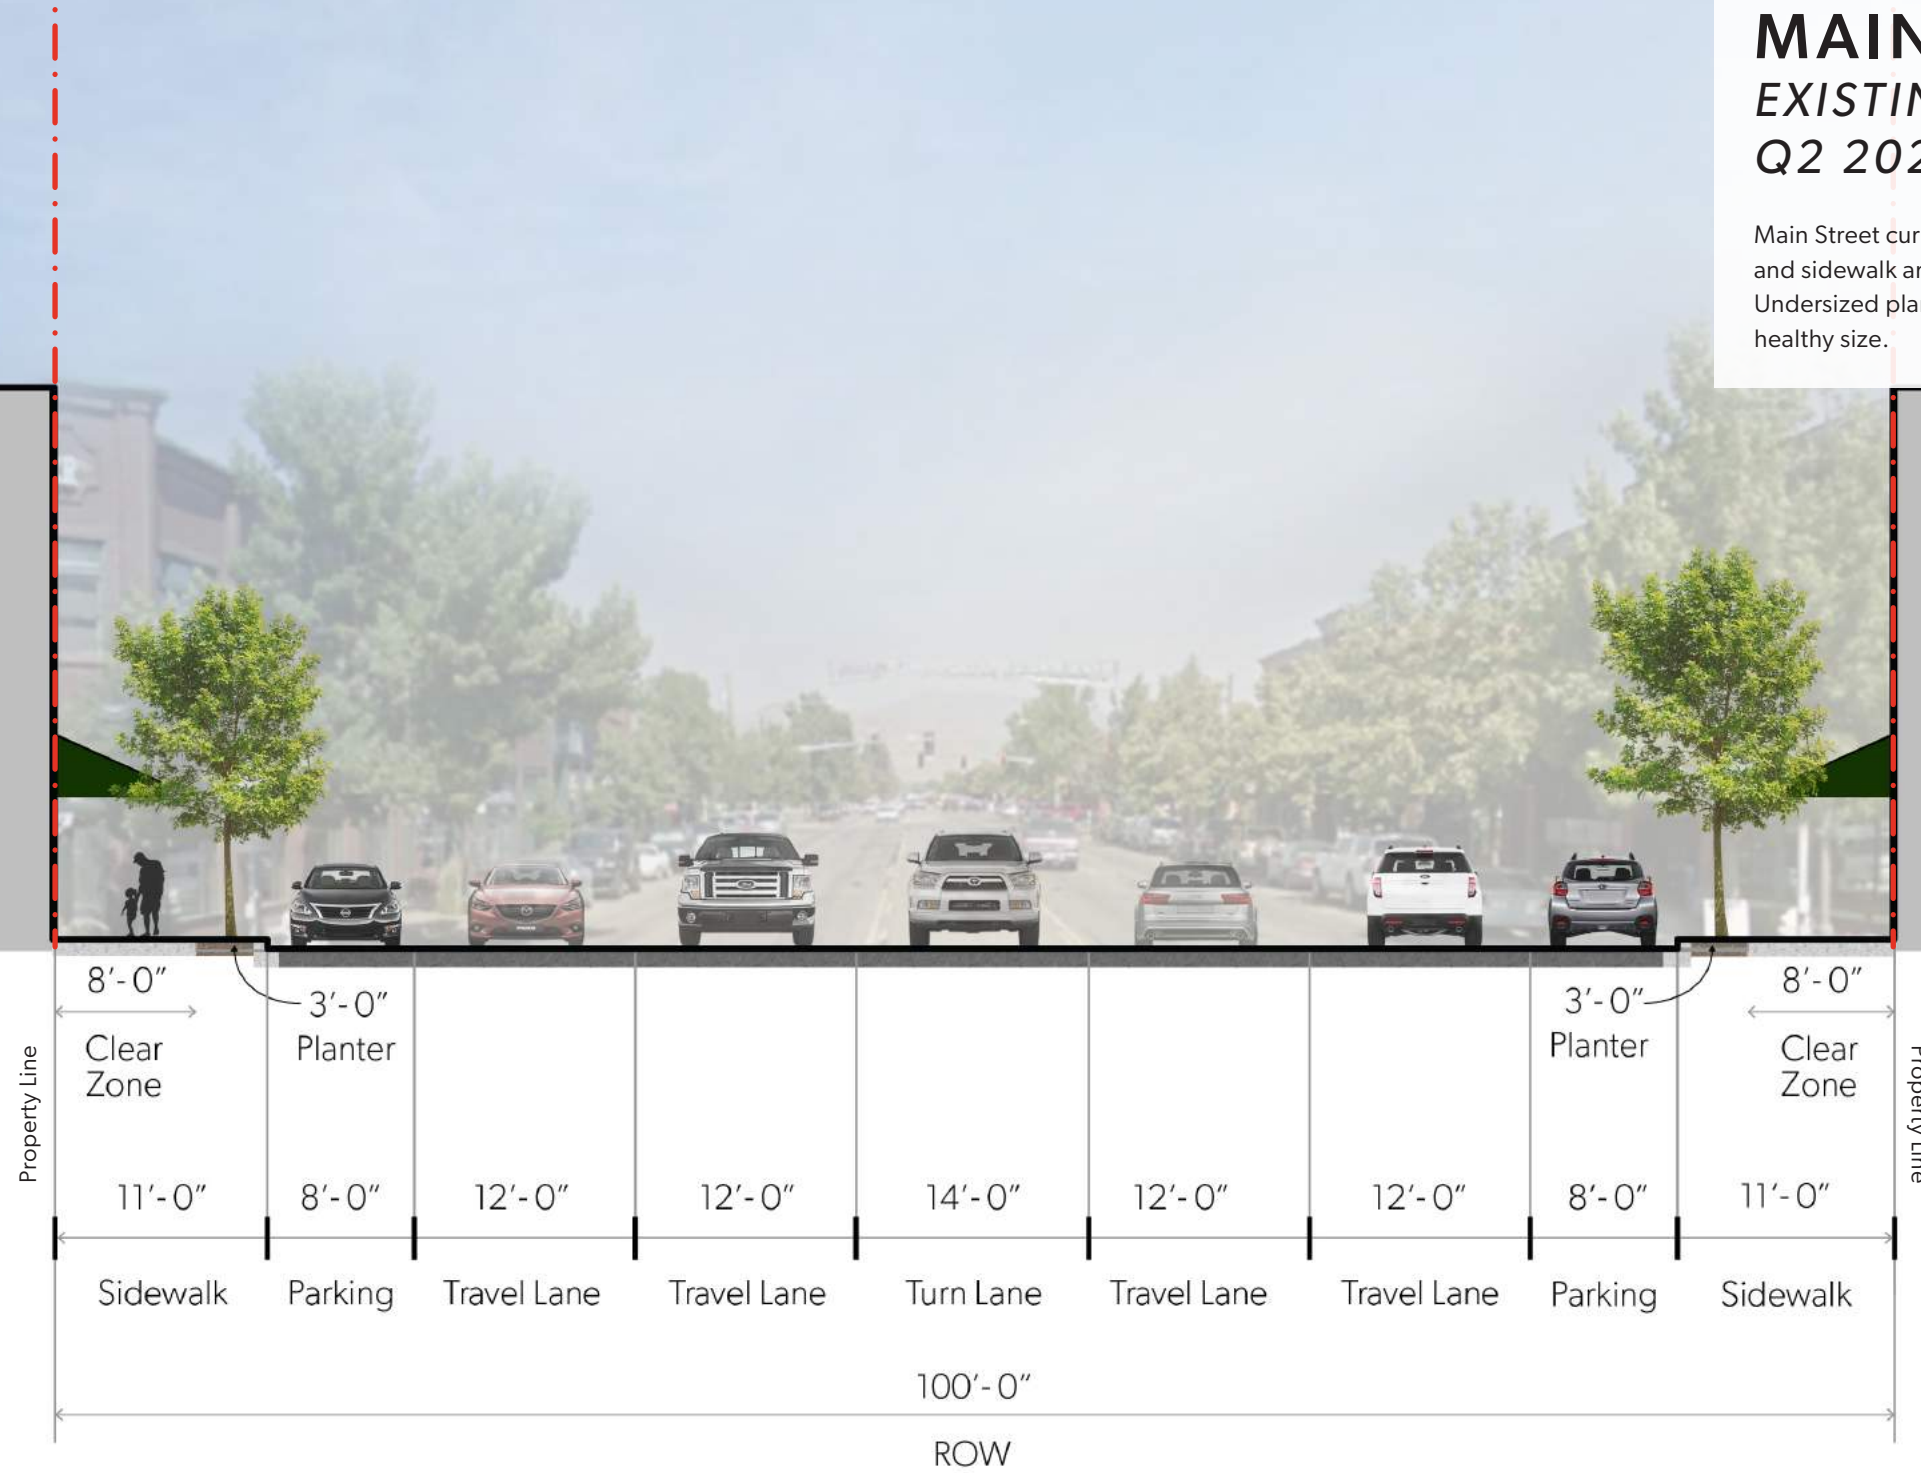 MAIN
EXISTIN
Q2 202
Main Street cur
and sidewalk ar
Undersized plan
healthy size.
8'-0"
Clear
Zone
3'-0"
Planter
3'-0"
Planter
8'-0"
Clear
Zone
Property Line
Property Line
11'-0" 8'-0" 12'-0" 12'-0" 14'-0" 12'-0" 12'-0" 8'-0" 11'-0"
Sidewalk Parking Travel Lane Travel Lane Turn Lane Travel Lane Travel Lane Parking Sidewalk
100'-0"
ROW